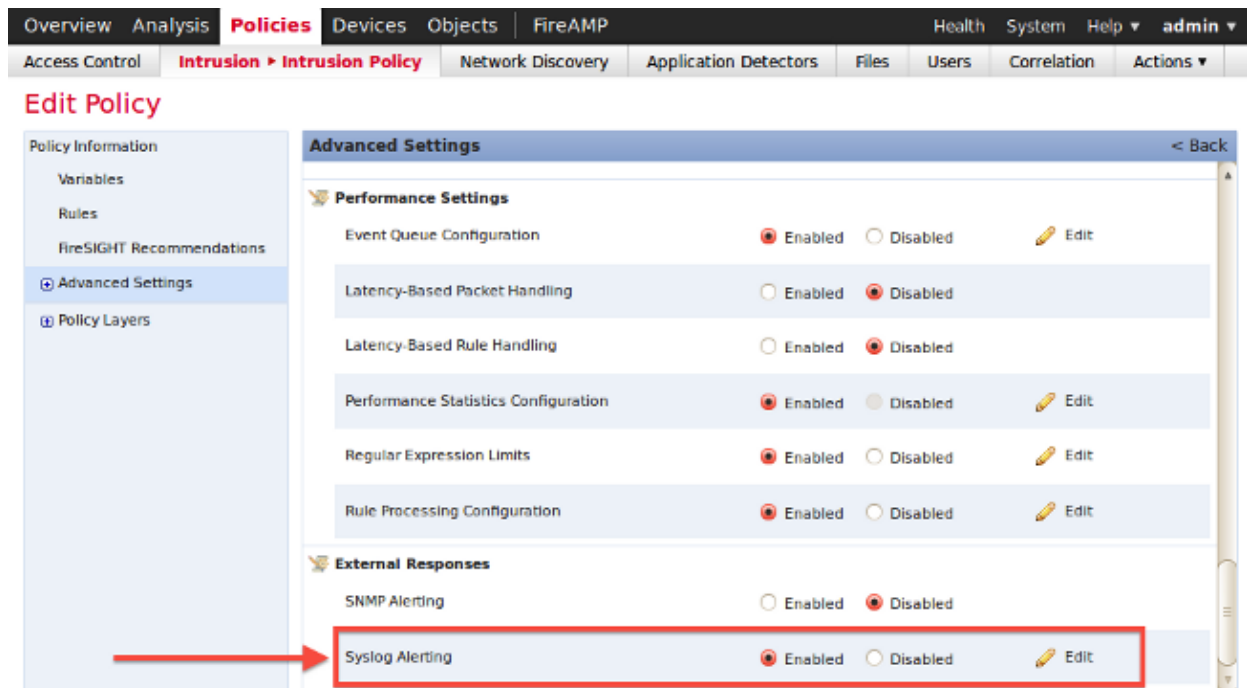 Overview Analysis Policies Devices Objects FireAMP Health System Help ▾ admin ▾
Access Control Intrusion ▸ Intrusion Policy Network Discovery Application Detectors Files Users Correlation Actions ▾
Edit Policy
Policy Information
Variables
Rules
FireSIGHT Recommendations
Advanced Settings
Policy Layers
Advanced Settings < Back
Performance Settings
Event Queue Configuration Enabled Disabled Edit
Latency-Based Packet Handling Enabled Disabled
Latency-Based Rule Handling Enabled Disabled
Performance Statistics Configuration Enabled Disabled Edit
Regular Expression Limits Enabled Disabled Edit
Rule Processing Configuration Enabled Disabled Edit
External Responses
SNMP Alerting Enabled Disabled
Syslog Alerting Enabled Disabled Edit